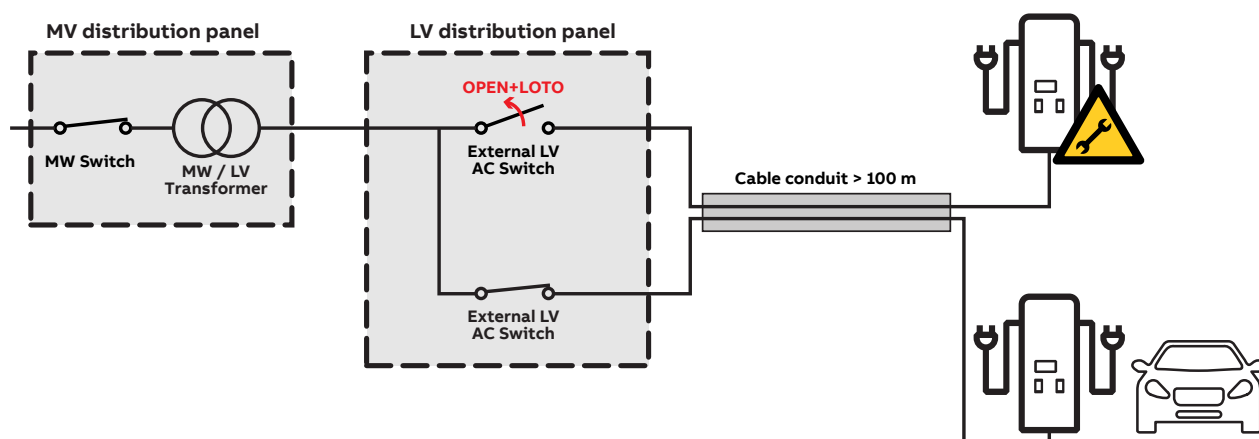 MV distribution panel
LV distribution panel
OPEN+LOTO
MW Switch
MW / LV
Transformer
External LV
AC Switch
Cable conduit > 100 m
External LV
AC Switch